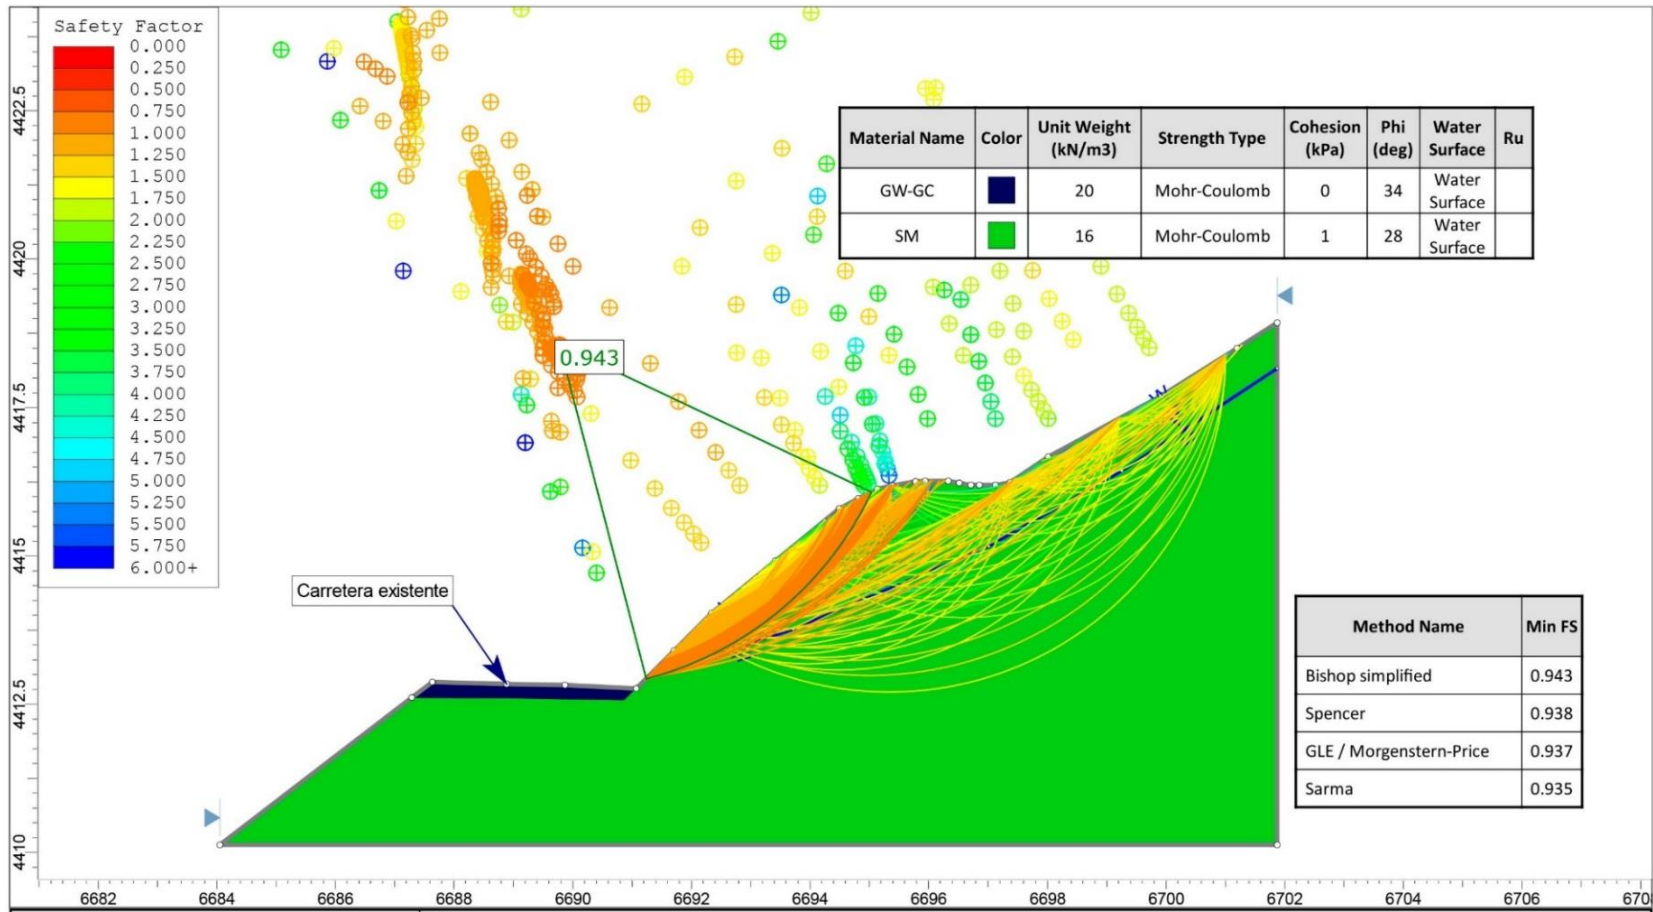 Safety Factor
0.000
0.250
0.500
0.750
1.000
1.250
1.500
1.750
2.000
2.250
2.500
2.750
3.000
3.250
3.500
3.750
4.000
4.250
4.500
4.750
5.000
5.250
5.500
5.750
6.000+
4422.5
4420
4417.5
4415
4412.5
4410
Material Name Color Unit Weight (kN/m3) Strength Type Cohesion (kPa) Phi (deg) Water Surface Ru
GW-GC 20 Mohr-Coulomb 0 34 Water Surface
SM 16 Mohr-Coulomb 1 28 Water Surface
0.943
W
Carretera existente
Method Name Min FS
Bishop simplified 0.943
Spencer 0.938
GLE / Morgenstern-Price 0.937
Sarma 0.935
6682 6684 6686 6688 6690 6692 6694 6696 6698 6700 6702 6704 6706